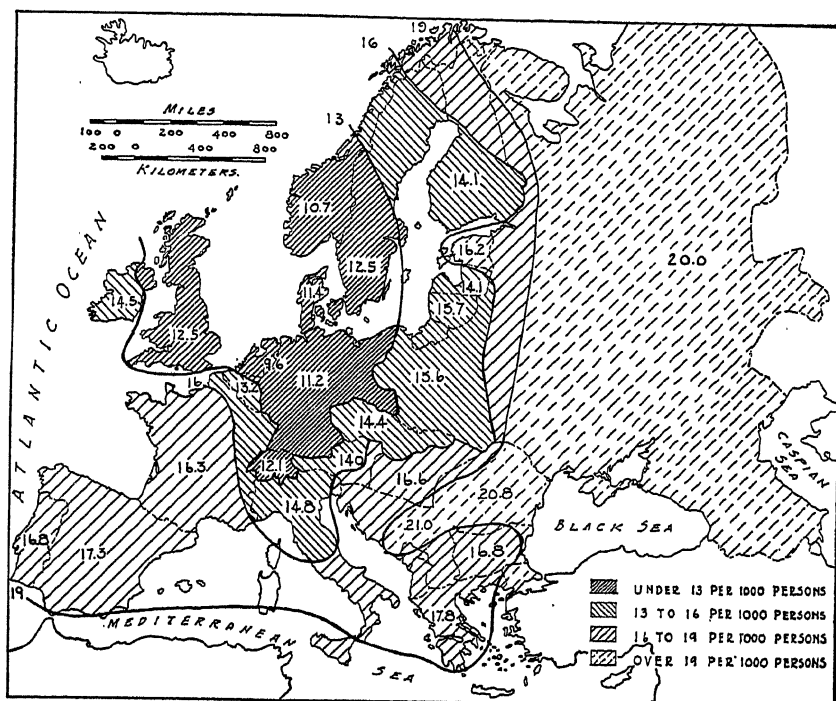 19
16
MILES
100 0 200 400 600 800
200 0 400 800
KILOMETERS.
13
14.1
10.7
ATLANTIC OCEAN
16.2
20.0
12.5
11.4
14.1
14.5
15.7
12.5
9.6
11.2
16
13.2
15.6
14.4
CASPIAN
SEA
16.3
12.1
14.0
16.6
14.8
20.8
21.0
BLACK SEA
16.8
16.8
17.3
UNDER 13 PER 1000 PERSONS
19
17.8
13 TO 16 PER 1000 PERSONS
MEDITERRANEAN
16 TO 19 PER 1000 PERSONS
SEA
OVER 19 PER 1000 PERSONS